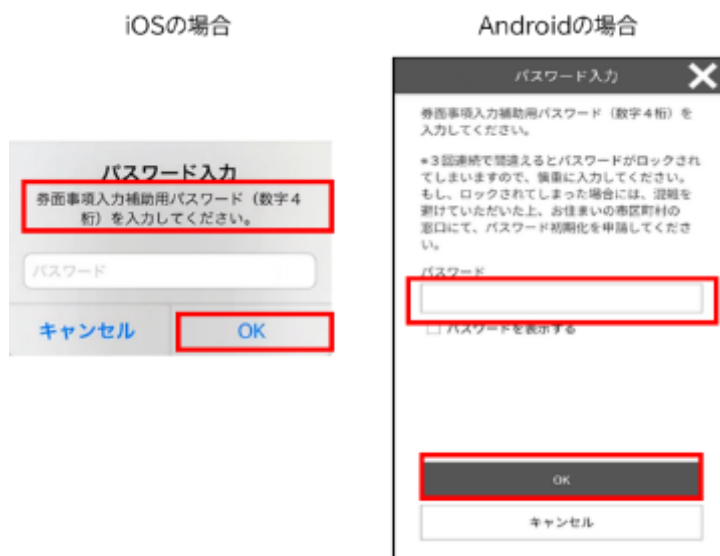 iOSの場合
パスワード入力
券面事項入力補助用パスワード（数字４
桁）を入力してください。
パスワード
キャンセル
OK
Androidの場合
パスワード入力
券面事項入力補助用パスワード（数字４桁）を
入力してください。
※３回連続で間違えるとパスワードがロックされ
てしまいますので、慎重に入力してください。
もし、ロックされてしまった場合には、混雑を
避けていただいた上、お住まいの市区町村の
窓口にて、パスワード初期化を申請してくださ
い。
パスワード
パスワードを表示する
OK
キャンセル